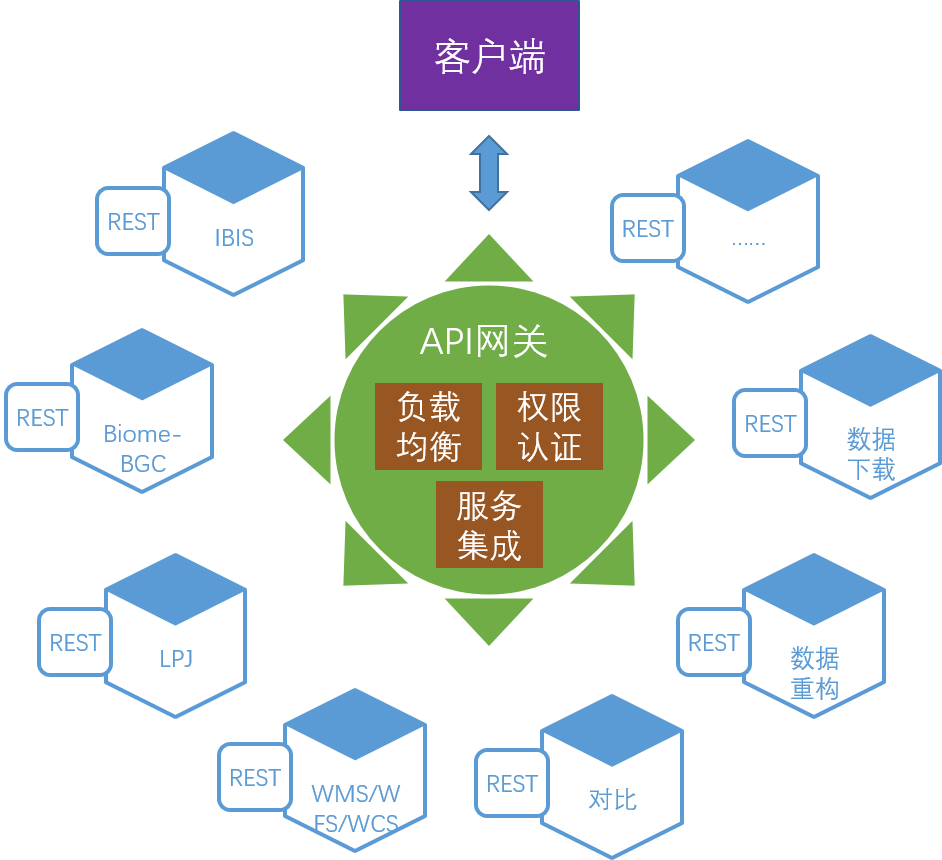 客户端
REST
IBIS
REST
……
API网关
负载
均衡
权限
认证
服务
集成
REST
Biome-
BGC
REST
数据
下载
REST
LPJ
REST
数据
重构
REST
WMS/W
FS/WCS
REST
对比